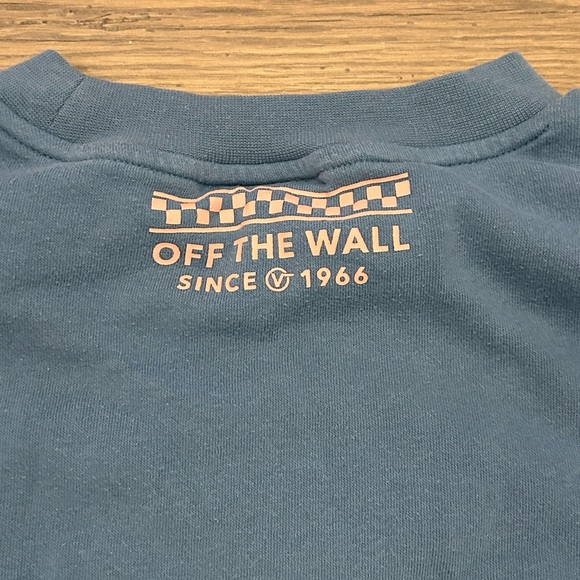 OFF THE WALL
SINCE V 1966